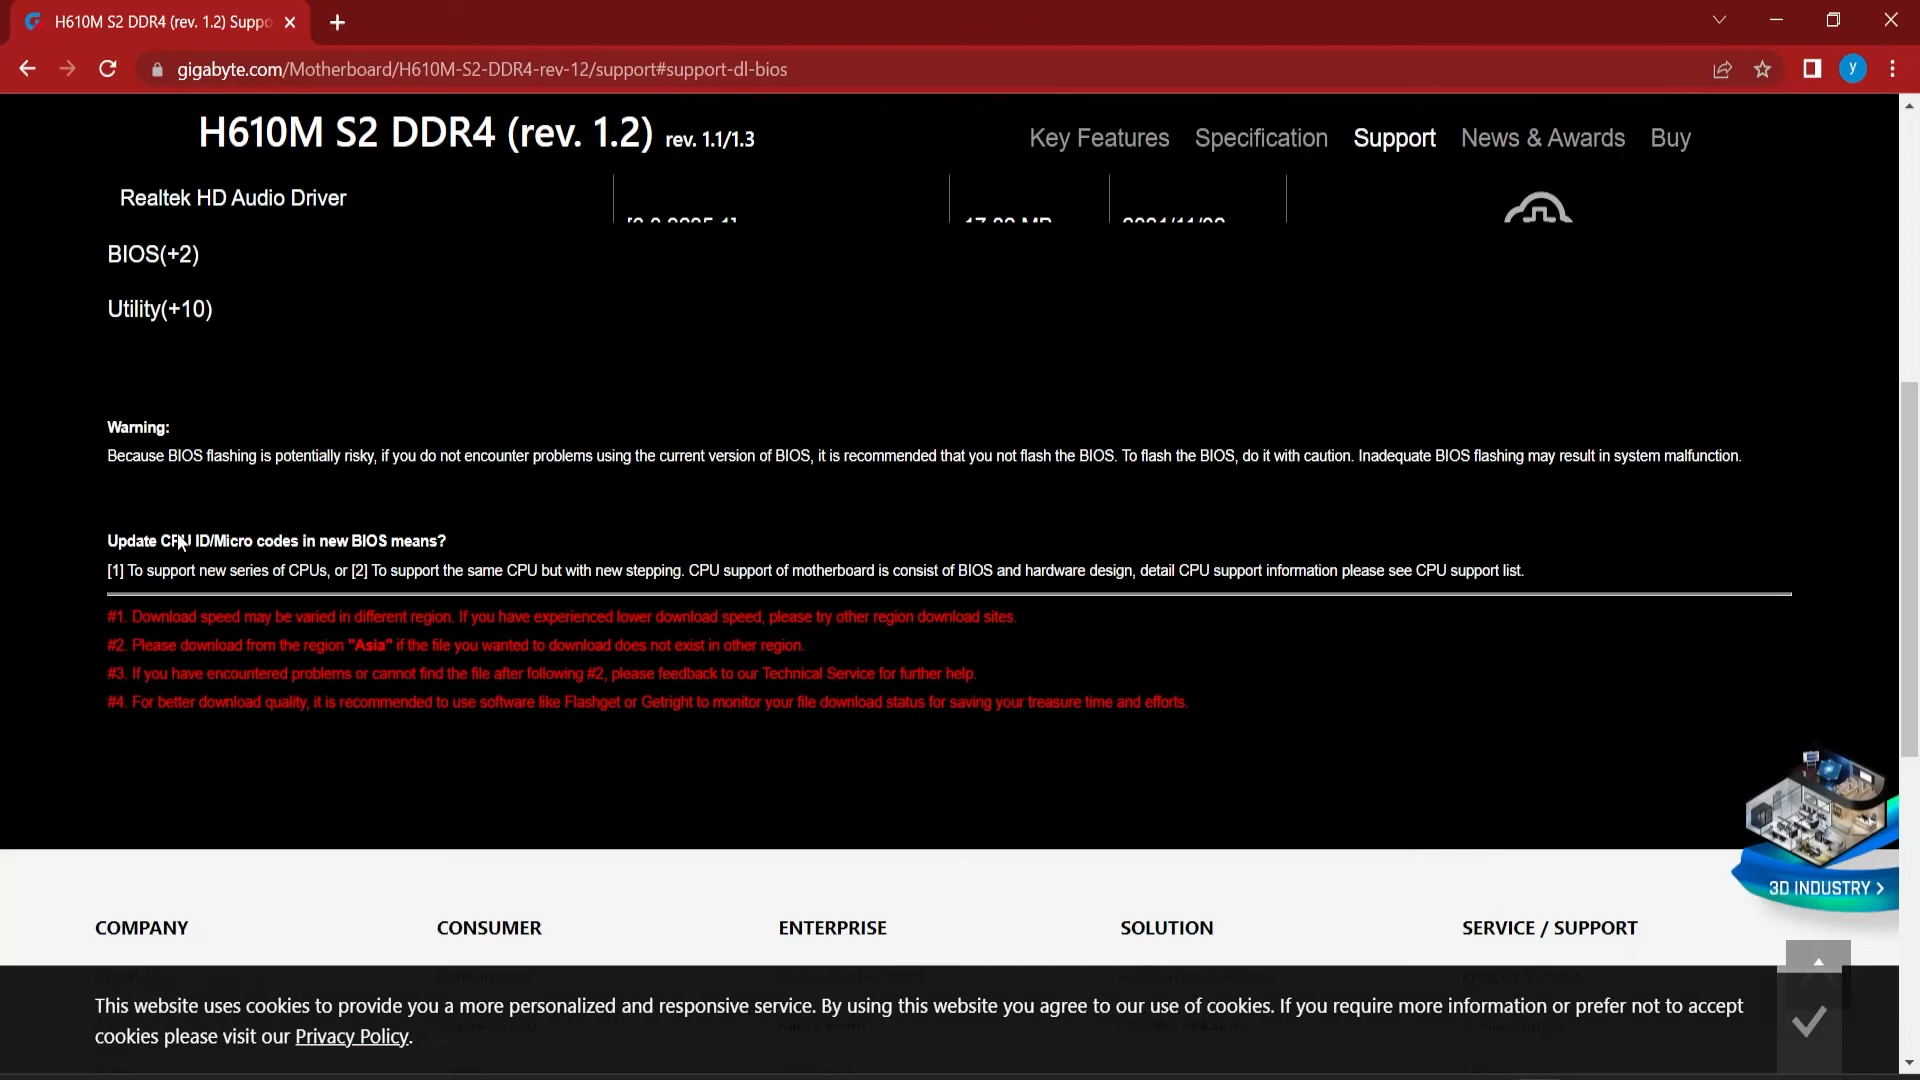 H610M S2 DDR4 (rev. 1.2) Suppo
gigabyte.com/Motherboard/H610M-S2-DDR4-rev-12/support#support-dl-bios
y
H610M S2 DDR4 (rev. 1.2) rev. 1.1/1.3
Key Features Specification Support News & Awards Buy
Realtek HD Audio Driver
BIOS(+2)
Utility(+10)
Warning:
Because BIOS flashing is potentially risky, if you do not encounter problems using the current version of BIOS, it is recommended that you not flash the BIOS. To flash the BIOS, do it with caution. Inadequate BIOS flashing may result in system malfunction.
Update CPU ID/Micro codes in new BIOS means?
[1] To support new series of CPUs, or [2] To support the same CPU but with new stepping. CPU support of motherboard is consist of BIOS and hardware design, detail CPU support information please see CPU support list.
#1. Download speed may be varied in different region. If you have experienced lower download speed, please try other region download sites.
#2. Please download from the region "Asia" if the file you wanted to download does not exist in other region.
#3. If you have encountered problems or cannot find the file after following #2, please feedback to our Technical Service for further help.
#4. For better download quality, it is recommended to use software like Flashget or Getright to monitor your file download status for saving your treasure time and efforts.
3D INDUSTRY >
COMPANY CONSUMER ENTERPRISE SOLUTION SERVICE / SUPPORT
This website uses cookies to provide you a more personalized and responsive service. By using this website you agree to our use of cookies. If you require more information or prefer not to accept
cookies please visit our Privacy Policy.